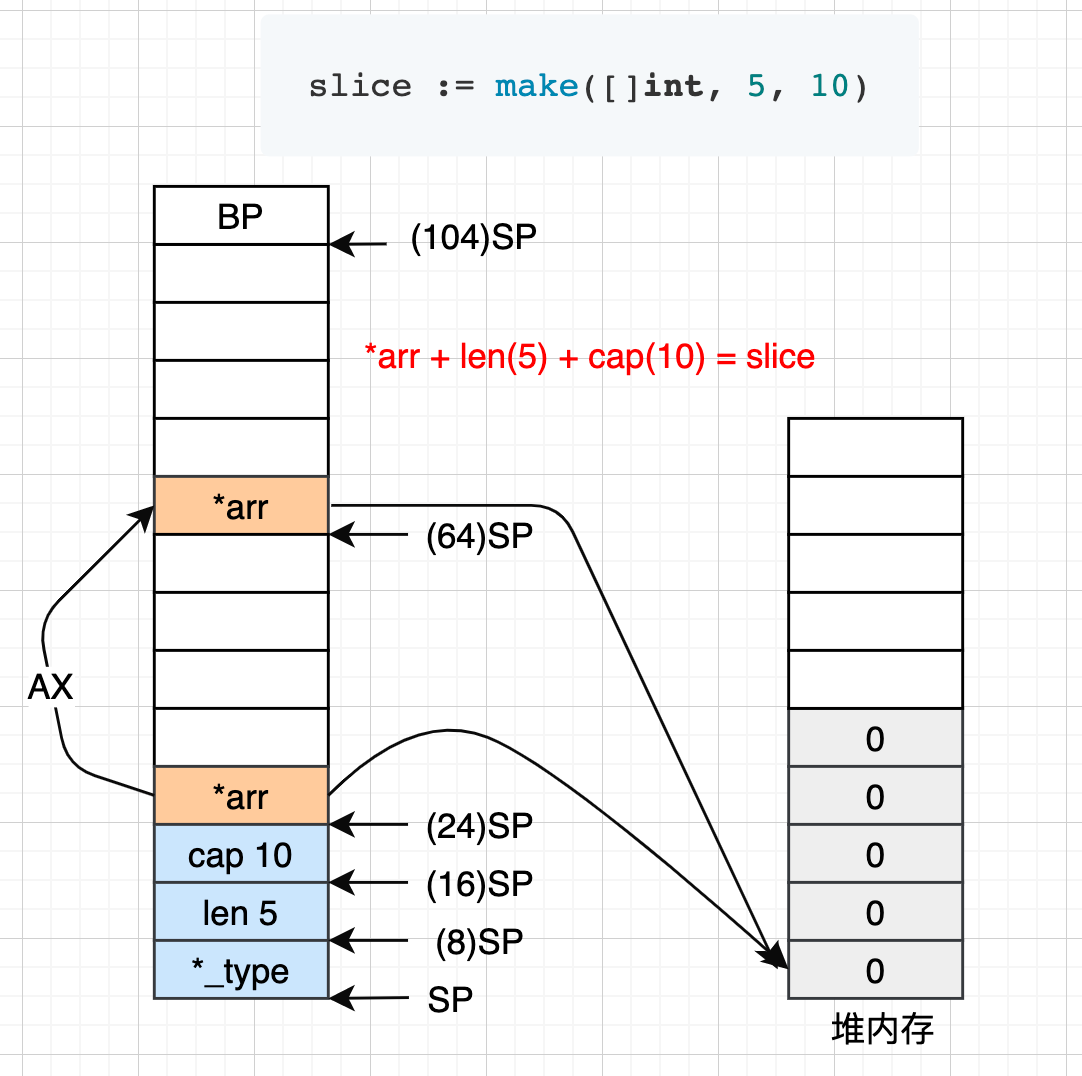 slice := make([]int, 5, 10)
BP
(104)SP
*arr + len(5) + cap(10) = slice
*arr
(64)SP
AX
0
*arr
0
(24)SP
cap 10
0
(16)SP
len 5
0
(8)SP
*_type
0
SP
堆内存